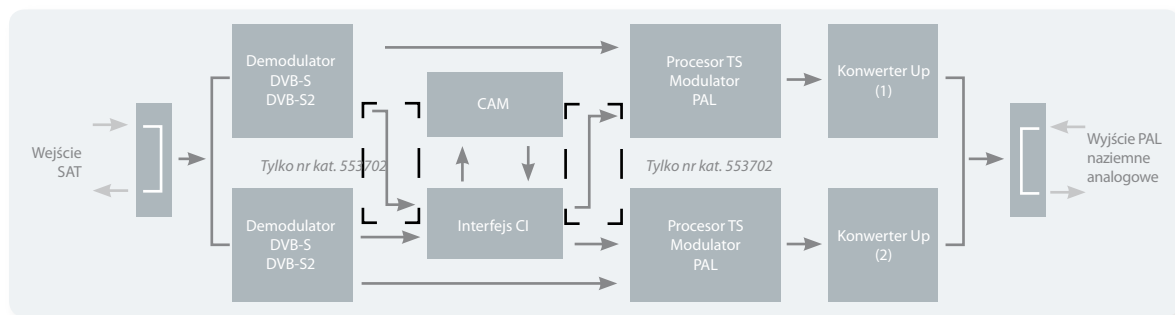 Wejście
SAT
Demodulator
DVB-S
DVB-S2
Demodulator
DVB-S
DVB-S2
Tylko nr kat. 553702
CAM
Interfejs CI
Tylko nr kat. 553702
Procesor TS
Modulator
PAL
Procesor TS
Modulator
PAL
Konwerter Up
(1)
Konwerter Up
(2)
Wyjście PAL
naziemne
analogowe